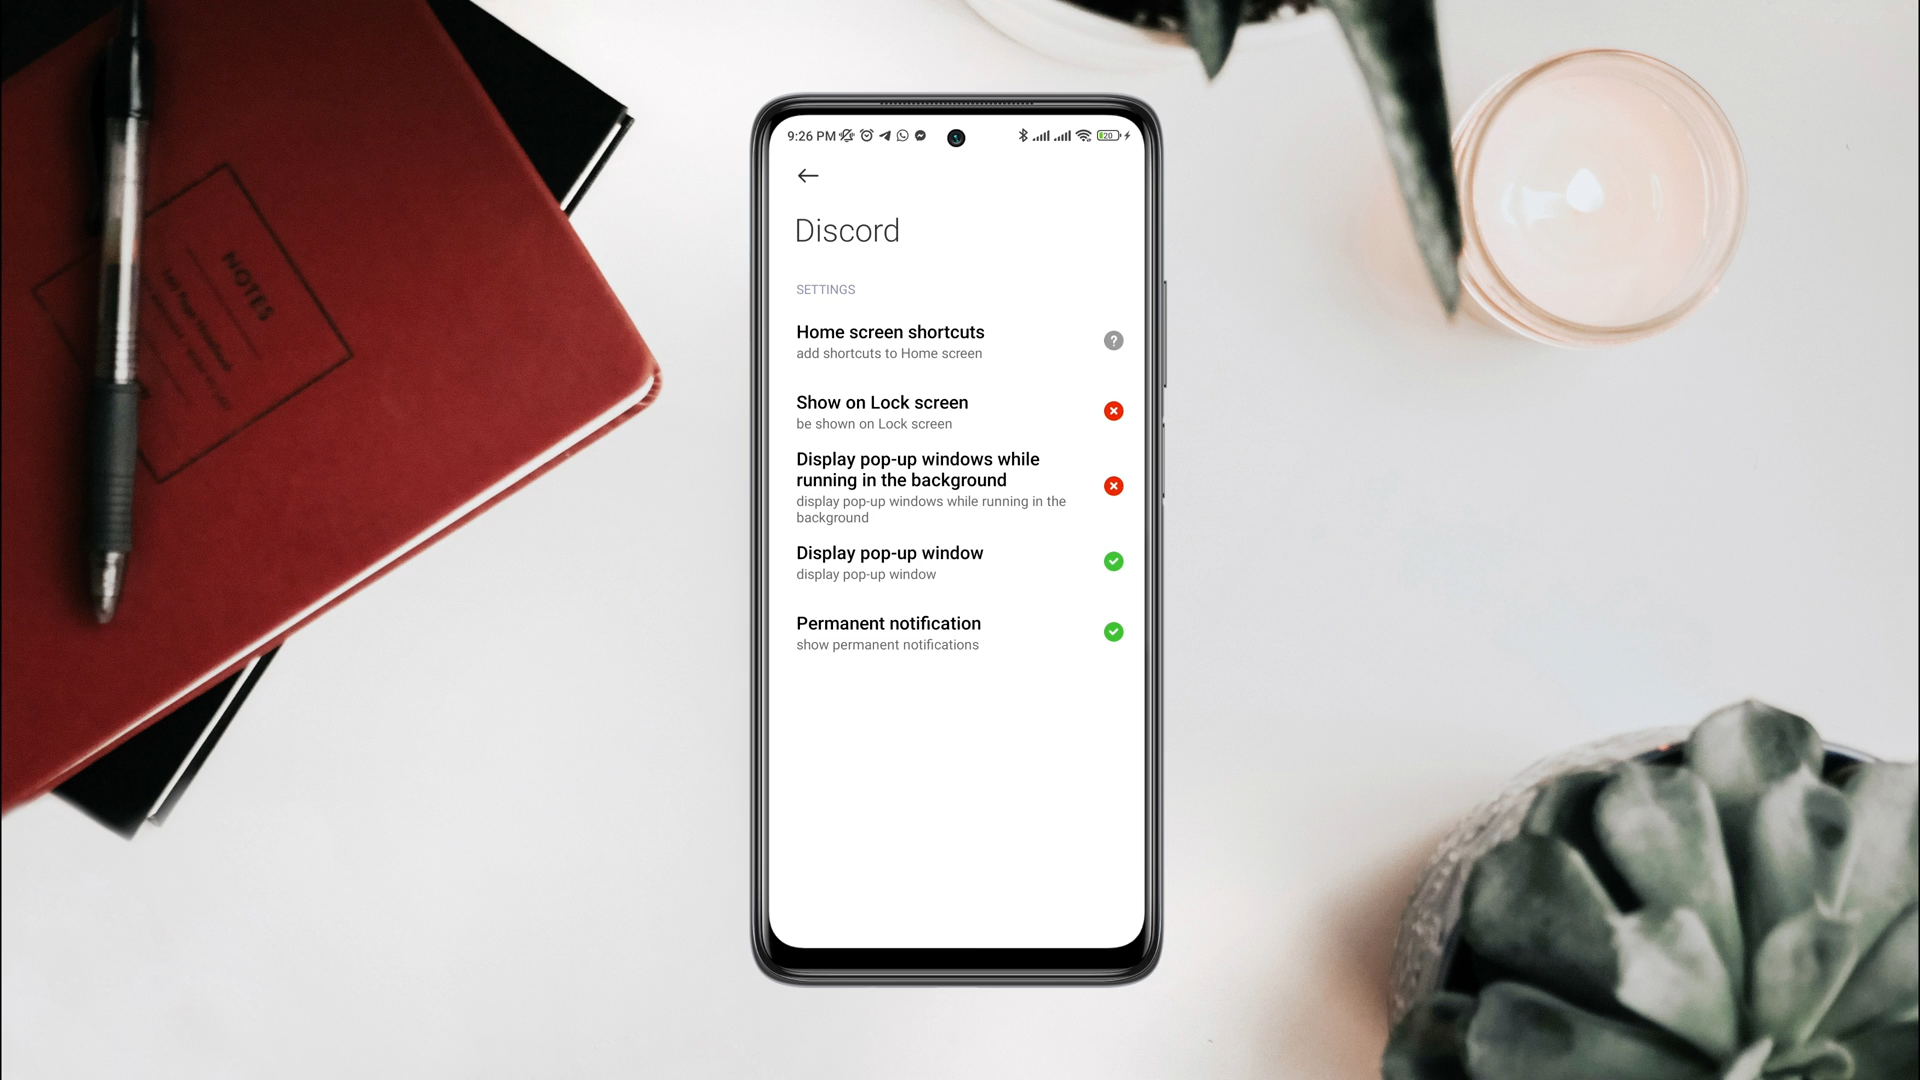 NOTES
9:26 PM
20
Discord
SETTINGS
Home screen shortcuts
add shortcuts to Home screen
?
Show on Lock screen
be shown on Lock screen
Display pop-up windows while
running in the background
display pop-up windows while running in the
background
Display pop-up window
display pop-up window
Permanent notification
show permanent notifications